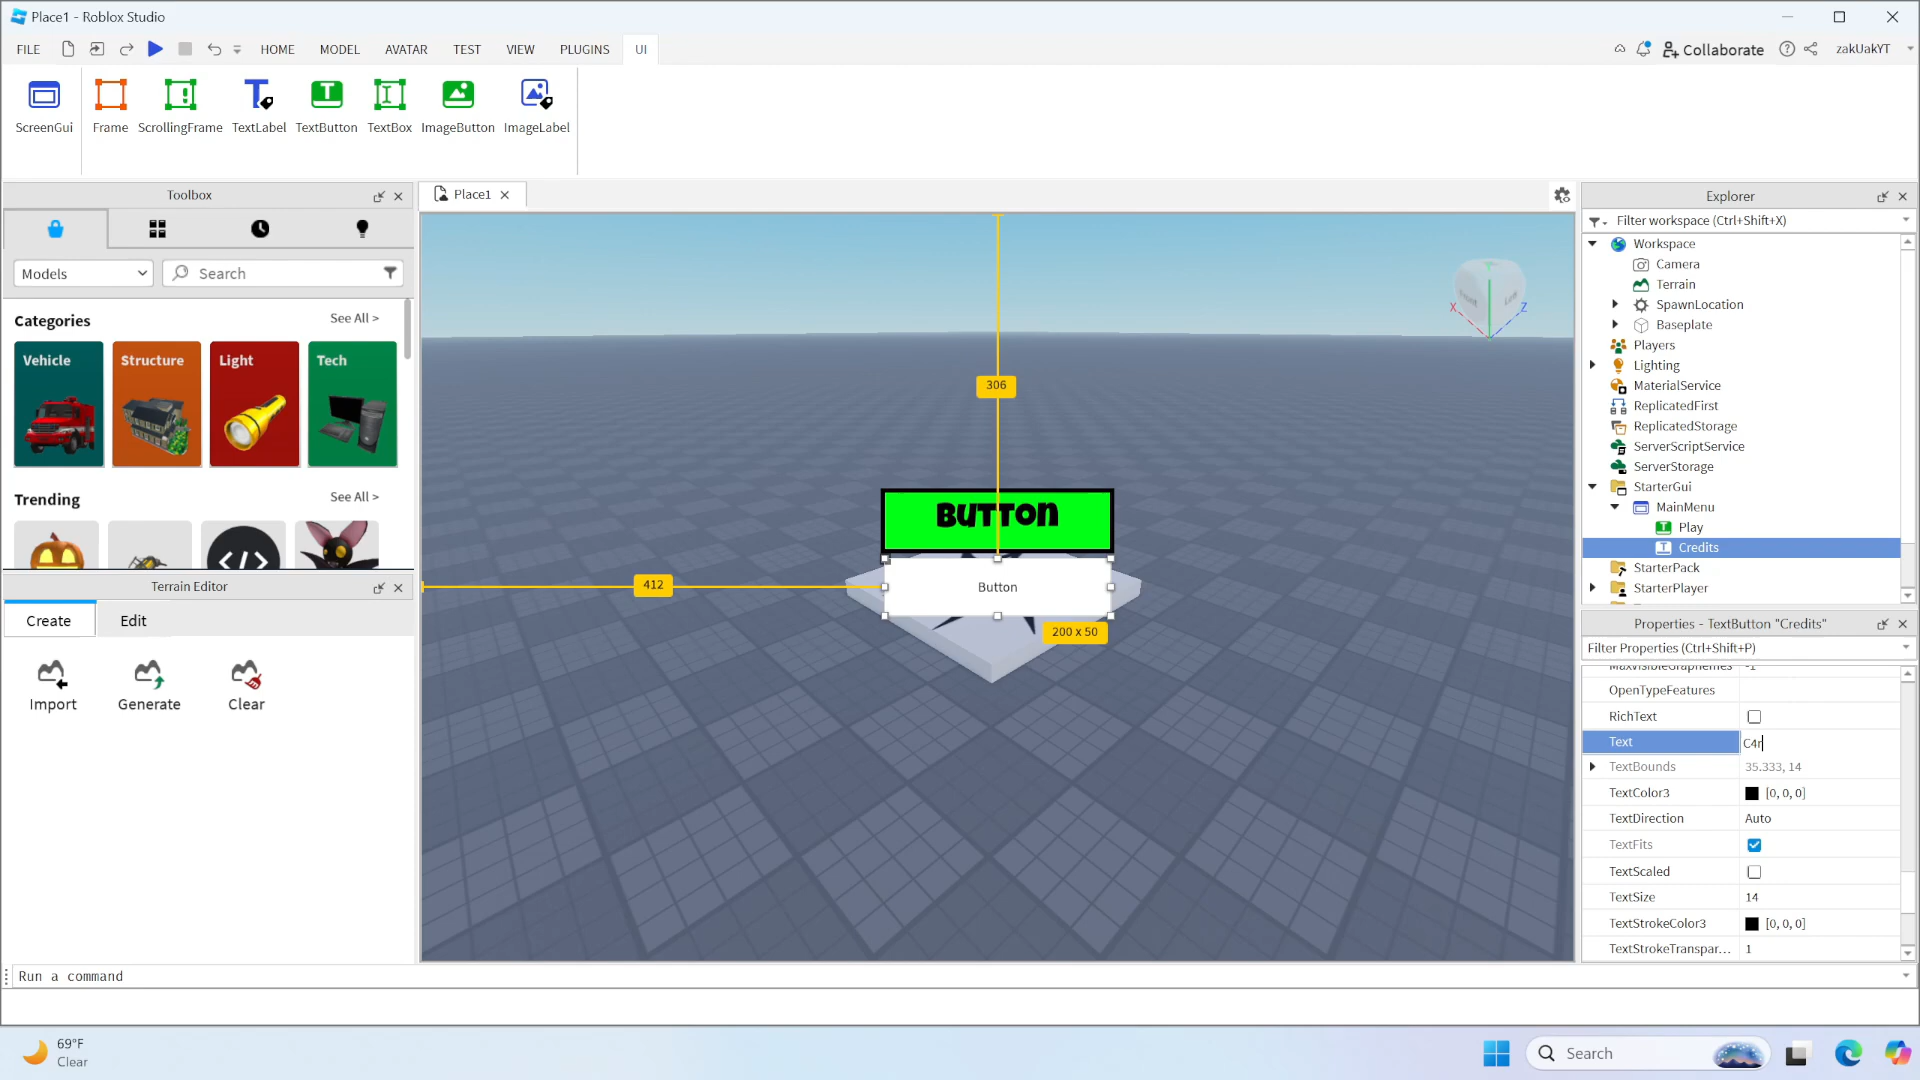 Place1 - Roblox Studio
FILE HOME MODEL AVATAR TEST VIEW PLUGINS UI Collaborate zakUakYT
ScreenGui Frame ScrollingFrame TextLabel TextButton TextBox ImageButton ImageLabel
Toolbox
Models Search
Categories See All >
Vehicle Structure Light Tech
Trending See All >
Terrain Editor
Create Edit
Import Generate Clear
Place1
306
BUTTON
412
Button
200 x 50
X Z
Explorer
Filter workspace (Ctrl+Shift+X)
Workspace
Camera
Terrain
SpawnLocation
Baseplate
Players
Lighting
MaterialService
ReplicatedFirst
ReplicatedStorage
ServerScriptService
ServerStorage
StarterGui
MainMenu
Play
Credits
StarterPack
StarterPlayer
Properties - TextButton "Credits"
Filter Properties (Ctrl+Shift+P)
MaxVisibleGraphemes -1
OpenTypeFeatures
RichText
Text C4r
TextBounds 35.333, 14
TextColor3 [0, 0, 0]
TextDirection Auto
TextFits
TextScaled
TextSize 14
TextStrokeColor3 [0, 0, 0]
TextStrokeTranspar... 1
Run a command
69°F
Clear
Search